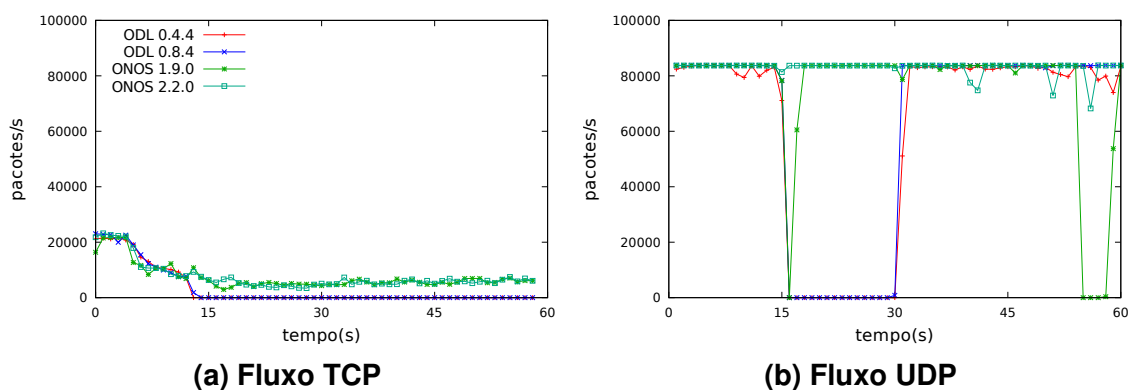 100000
80000
60000
40000
20000
0
pacotes/s
ODL 0.4.4
ODL 0.8.4
ONOS 1.9.0
ONOS 2.2.0
0 15 30 45 60
tempo(s)
(a) Fluxo TCP
100000
80000
60000
40000
20000
0
pacotes/s
0 15 30 45 60
tempo(s)
(b) Fluxo UDP